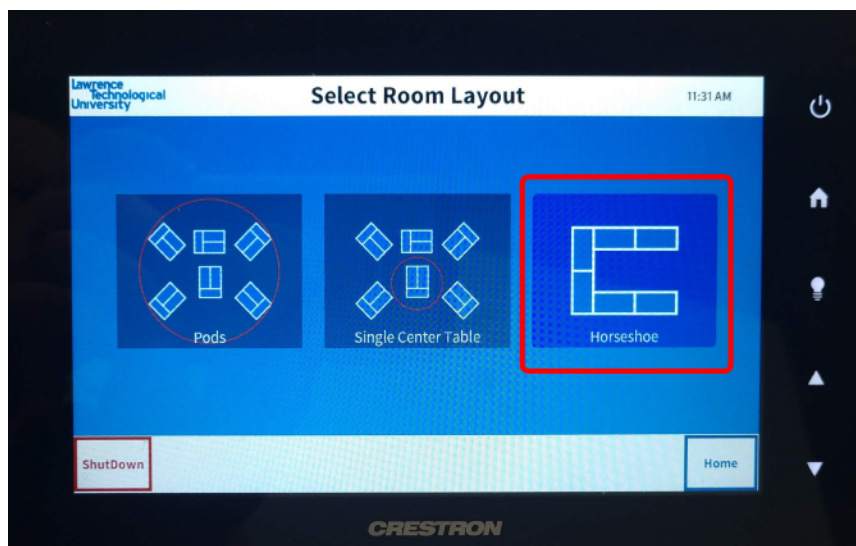 Lawrence
Technological
University
Select Room Layout
11:31 AM
Pods
Single Center Table
Horseshoe
ShutDown
Home
CRESTRON